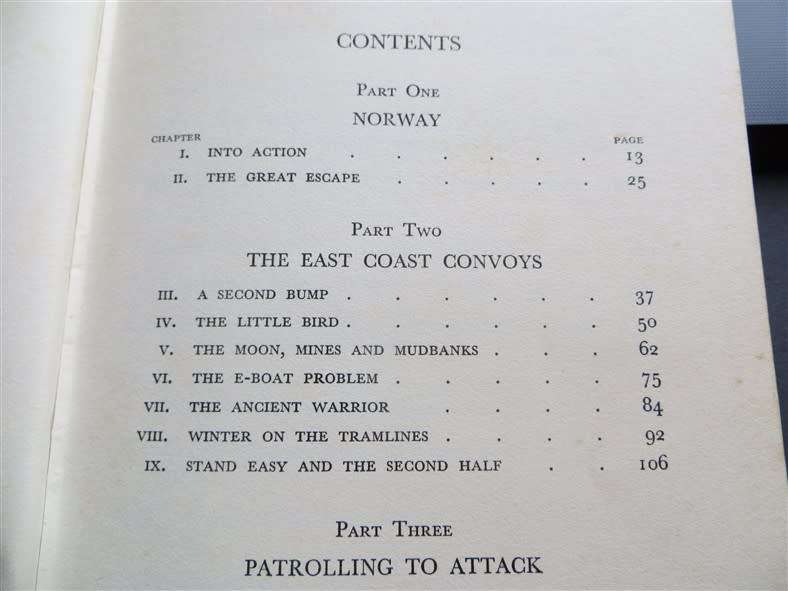 CONTENTS
PART ONE
NORWAY
CHAPTER PAGE
I. INTO ACTION . . . . . . 13
II. THE GREAT ESCAPE . . . . . 25
PART TWO
THE EAST COAST CONVOYS
III. A SECOND BUMP . . . . . . 37
IV. THE LITTLE BIRD . . . . . . 50
V. THE MOON, MINES AND MUDBANKS . . . 62
VI. THE E-BOAT PROBLEM . . . . . 75
VII. THE ANCIENT WARRIOR . . . . 84
VIII. WINTER ON THE TRAMLINES . . . . 92
IX. STAND EASY AND THE SECOND HALF . . 106
PART THREE
PATROLLING TO ATTACK